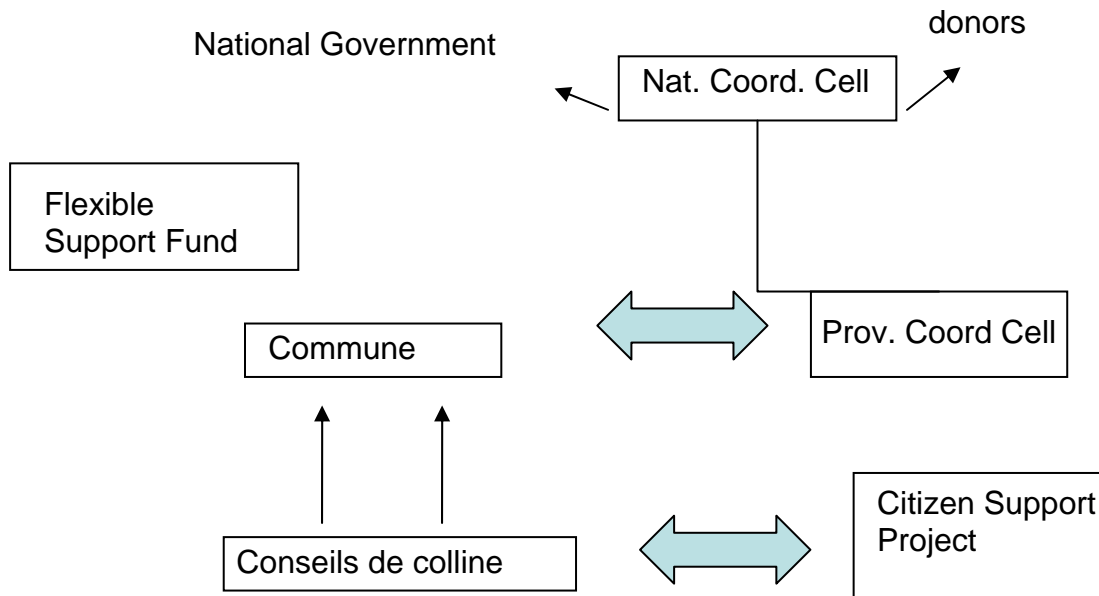 donors
National Government
Nat. Coord. Cell
Flexible
Support Fund
Commune
Prov. Coord Cell
Conseils de colline
Citizen Support
Project